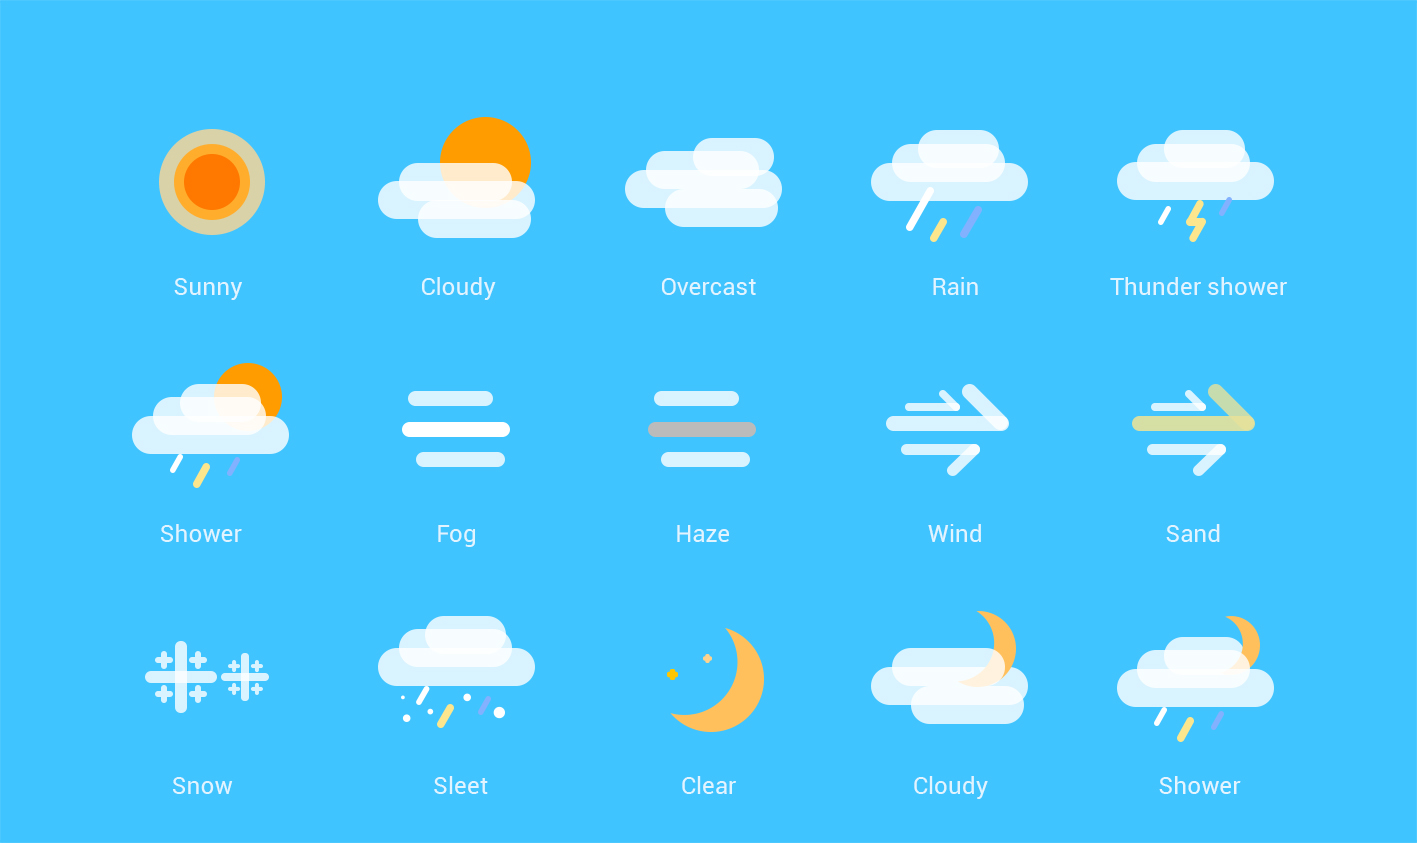 Sunny
Cloudy
Overcast
Rain
Thunder shower
Shower
Fog
Haze
Wind
Sand
Snow
Sleet
Clear
Cloudy
Shower